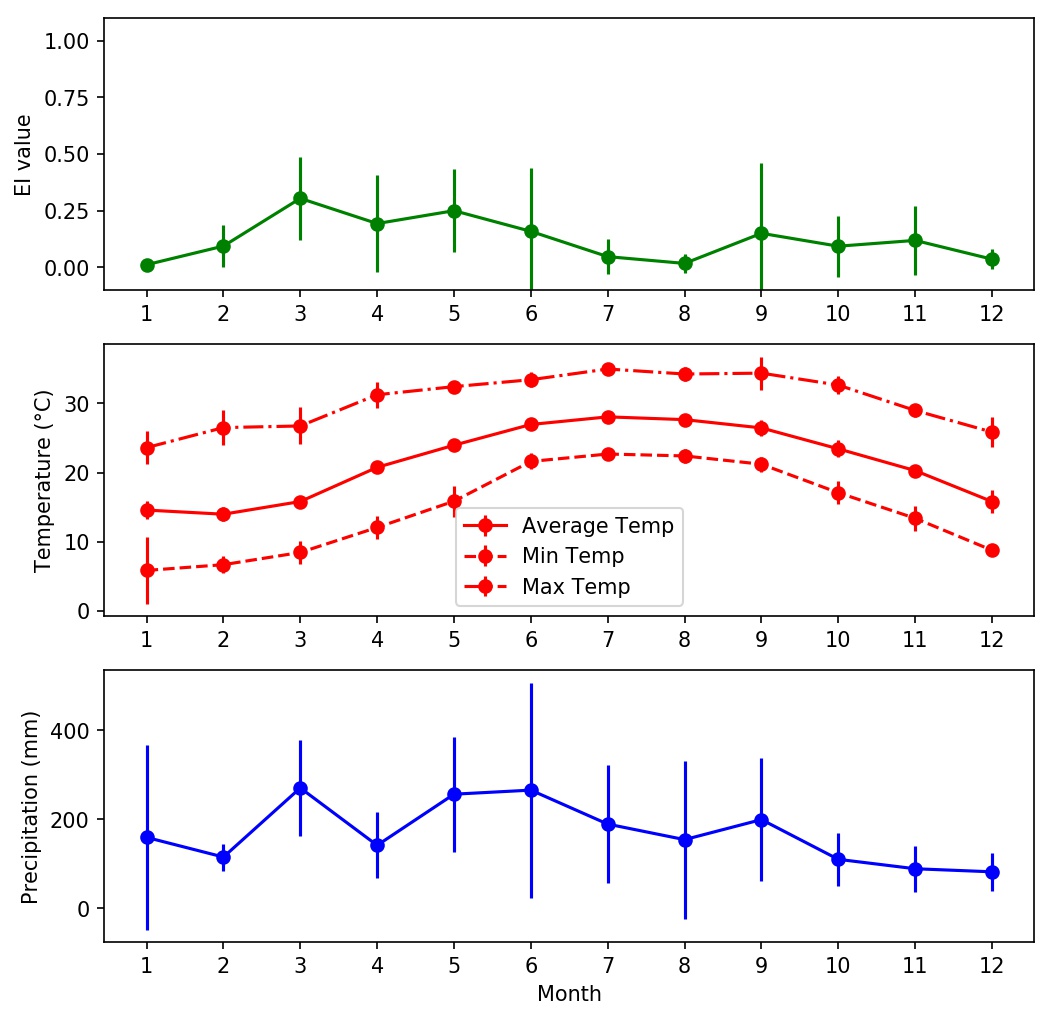 EI value
1.00
0.75
0.50
0.25
0.00
1 2 3 4 5 6 7 8 9 10 11 12
Temperature (°C)
30
20
10
0
Average Temp
Min Temp
Max Temp
1 2 3 4 5 6 7 8 9 10 11 12
Precipitation (mm)
400
200
0
1 2 3 4 5 6 7 8 9 10 11 12
Month